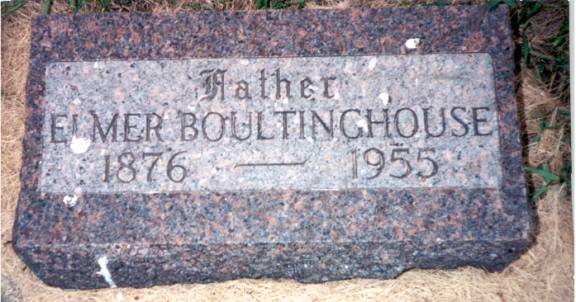 Father
ELMER BOULTINGHOUSE
1876 — 1955